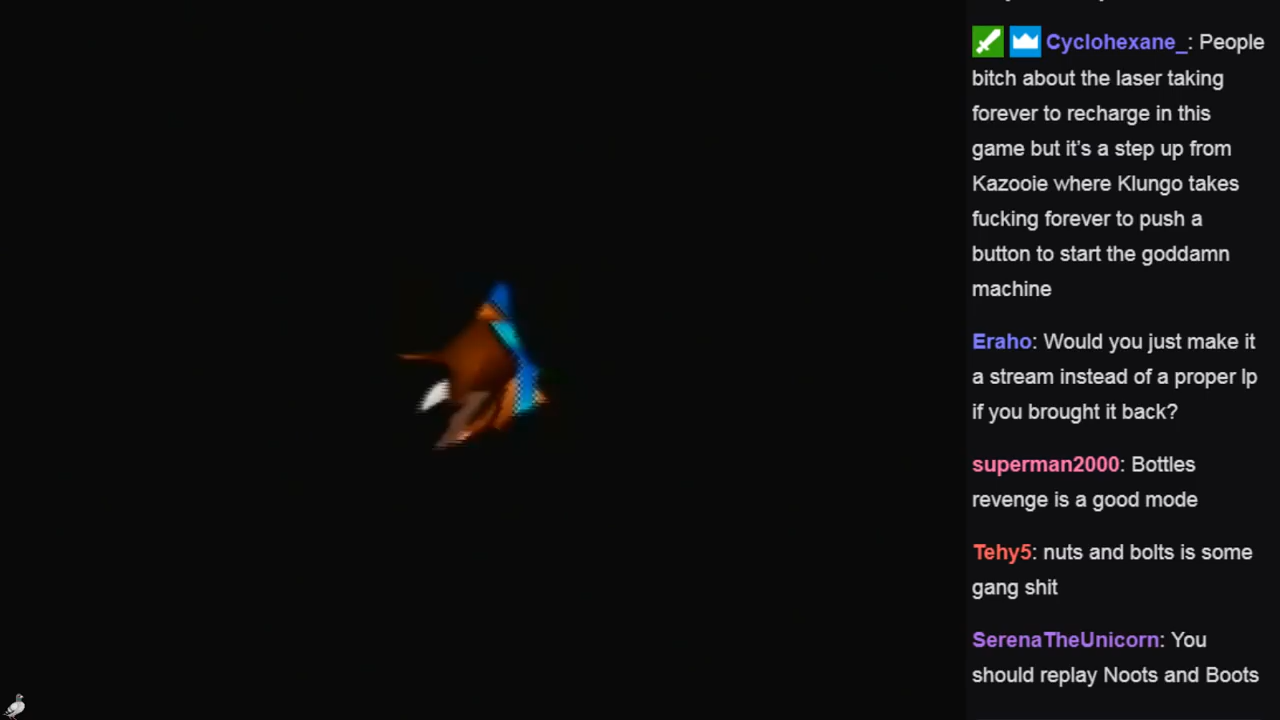 Cyclohexane_: People
bitch about the laser taking
forever to recharge in this
game but it's a step up from
Kazooie where Klungo takes
fucking forever to push a
button to start the goddamn
machine
Eraho: Would you just make it
a stream instead of a proper lp
if you brought it back?
superman2000: Bottles
revenge is a good mode
Tehy5: nuts and bolts is some
gang shit
SerenaTheUnicorn: You
should replay Noots and Boots